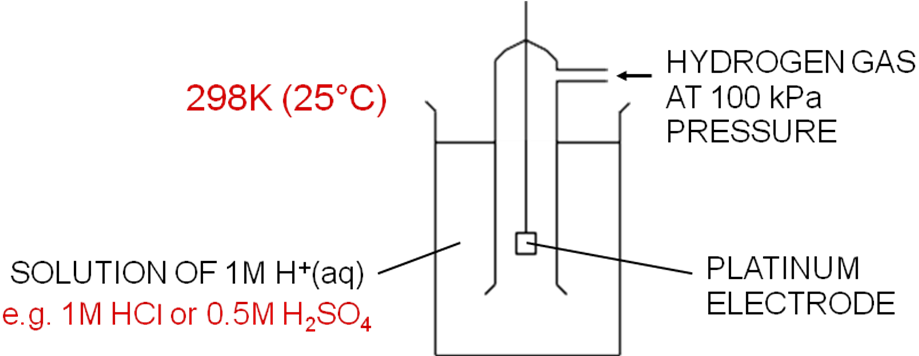 298K (25°C)
HYDROGEN GAS
AT 100 kPa
PRESSURE
SOLUTION OF 1M H⁺(aq)
e.g. 1M HCl or 0.5M H₂SO₄
PLATINUM
ELECTRODE